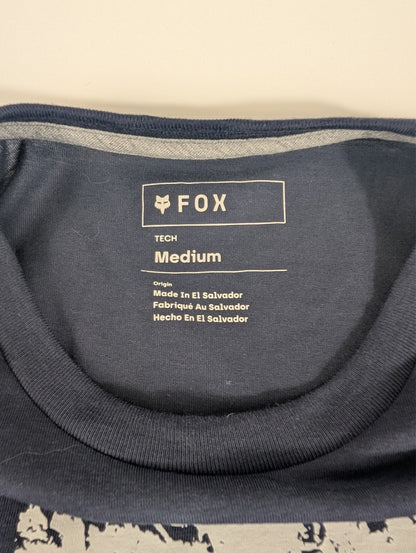 FOX
TECH
Medium
Origin
Made In El Salvador
Fabriqué Au Salvador
Hecho En El Salvador